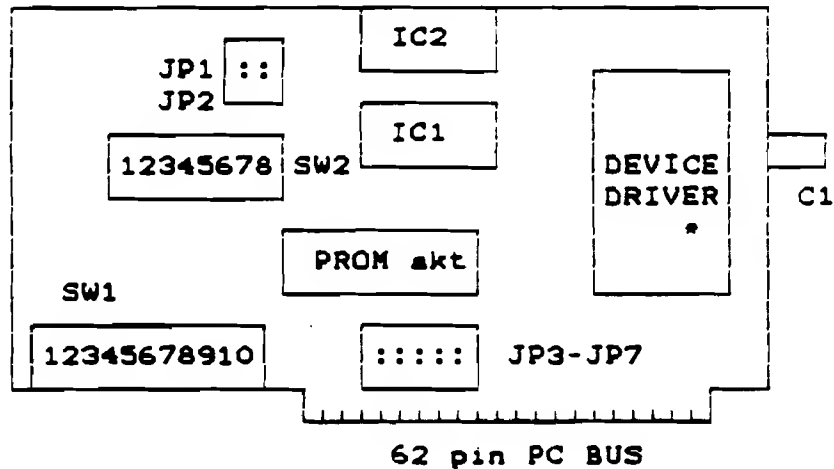 IC2
JP1 ::
JP2
IC1
12345678 SW2
DEVICE
DRIVER
*
C1
PROM akt
SW1
12345678910
::::: JP3-JP7
62 pin PC BUS